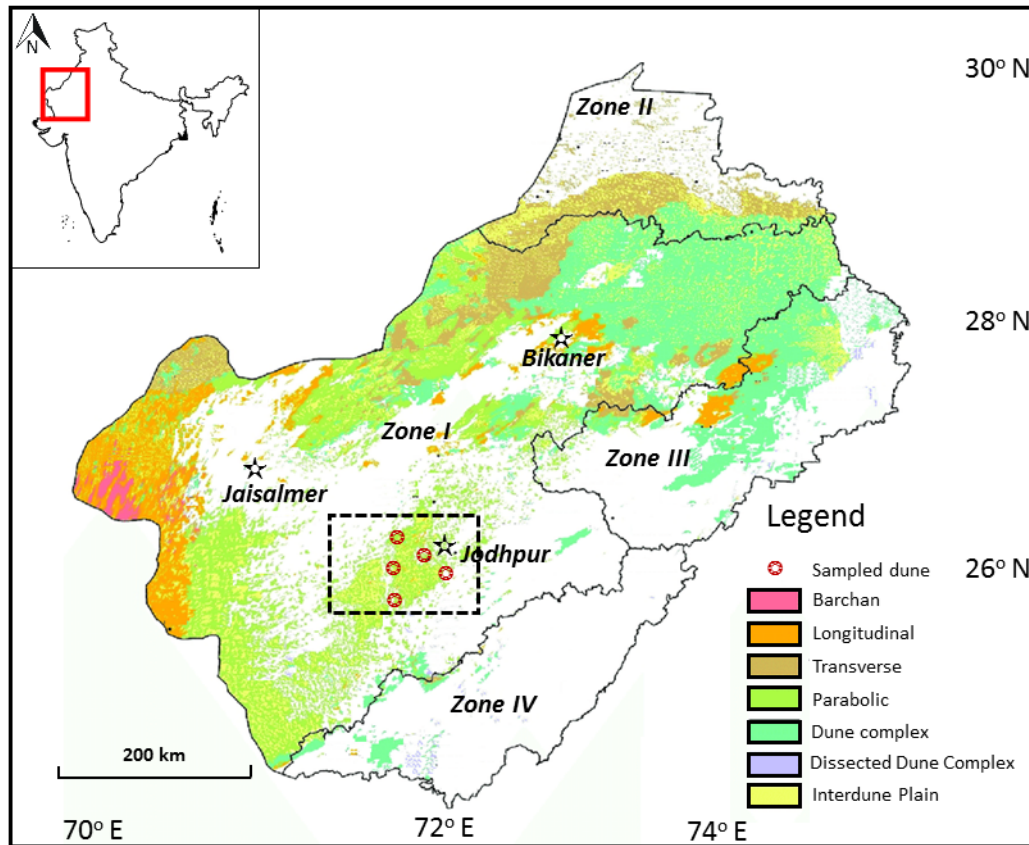 N
30° N
Zone II
28° N
Bikaner
Zone I
Zone III
Jaisalmer
Legend
Jodhpur
26° N
Sampled dune
Barchan
Longitudinal
Transverse
Parabolic
Zone IV
Dune complex
200 km
Dissected Dune Complex
Interdune Plain
70° E
72° E
74° E